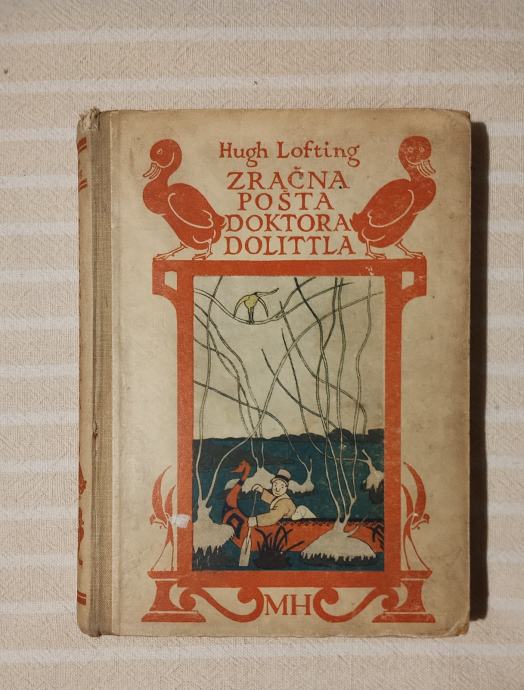 Hugh Lofting
ZRAČNA
POŠTA
DOKTORA
DOLITTLA
MH